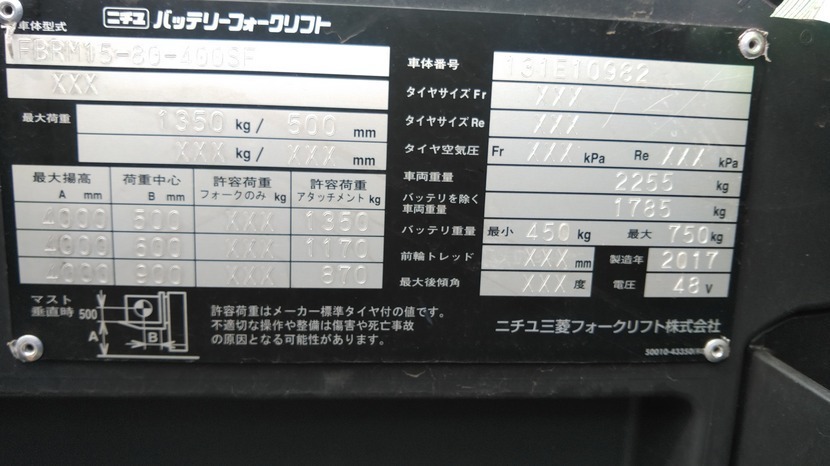 ニチユ バッテリーフォークリフト
車体型式
FBRM15-80-400SF
XXX
最大荷重 1350 kg/ 500 mm
XXX kg/ XXX mm
最大揚高 A mm 荷重中心 B mm 許容荷重 フォークのみ kg 許容荷重 アタッチメント kg
4000 500 XXX 1350
4000 600 XXX 1170
4000 900 XXX 870
マスト垂直時 500 A B
許容荷重はメーカー標準タイヤ付の値です。
不適切な操作や整備は傷害や死亡事故
の原因となる可能性があります。
車体番号 131E10982
タイヤサイズ Fr XXX
タイヤサイズ Re XXX
タイヤ空気圧 Fr XXX kPa Re XXX kPa
車両重量 2255 kg
バッテリを除く
車両重量 1785 kg
バッテリ重量 最小 450 kg 最大 750 kg
前輪トレッド XXX mm 製造年 2017
最大後傾角 XXX 度 電圧 48 V
ニチユ三菱フォークリフト株式会社